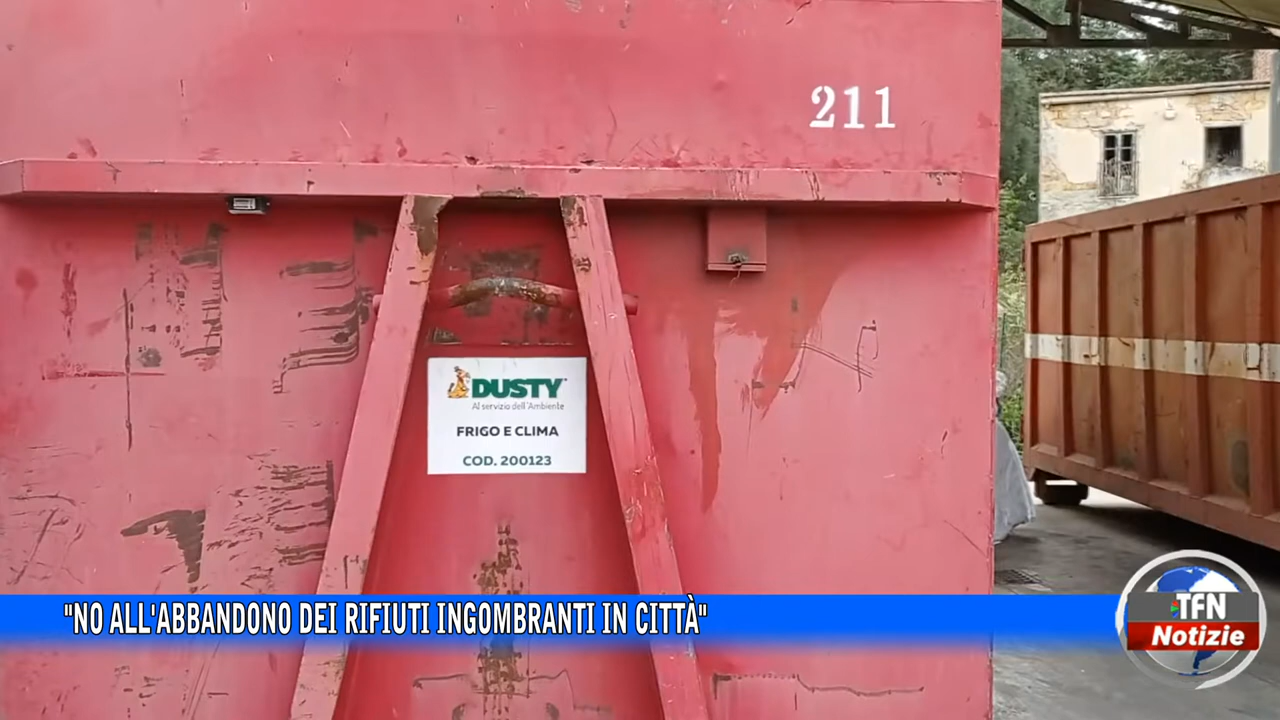 211
DUSTY
Al servizio dell'Ambiente
FRIGO E CLIMA
COD. 200123
"NO ALL'ABBANDONO DEI RIFIUTI INGOMBRANTI IN CITTÀ"
TFN
Notizie